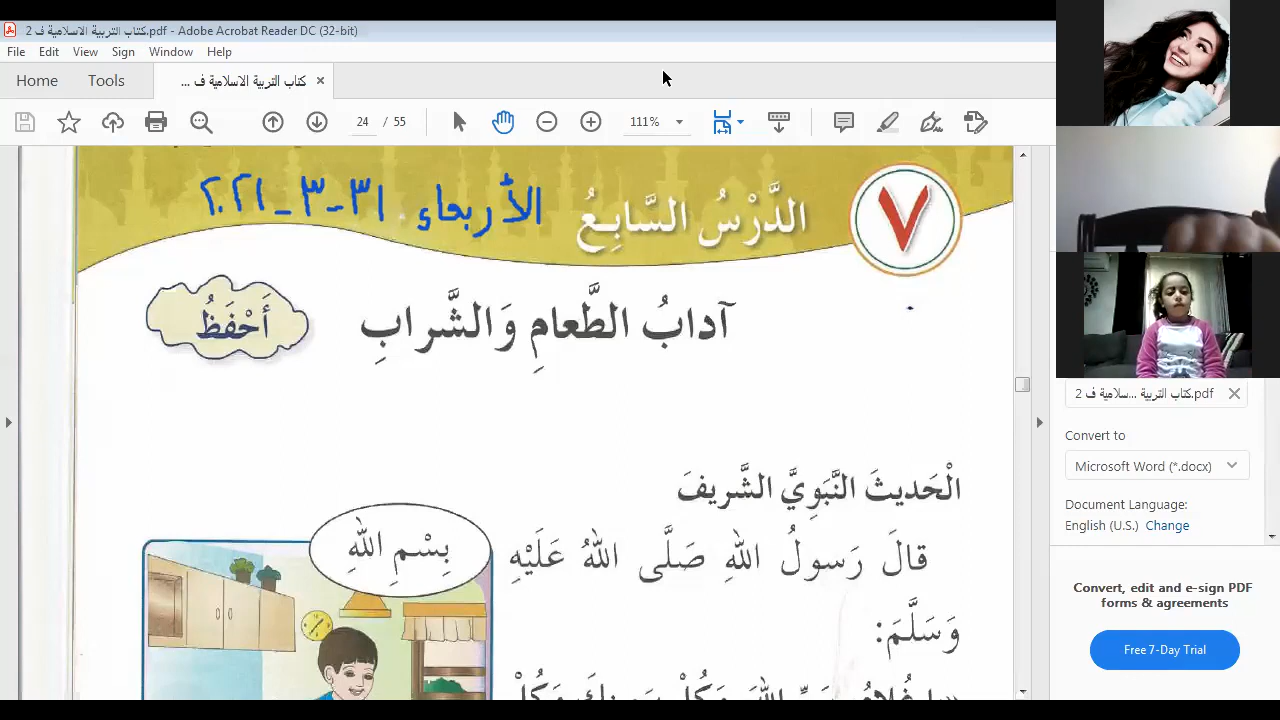 كتاب التربية الاسلامية ف 2.pdf - Adobe Acrobat Reader DC (32-bit)
File Edit View Sign Window Help
Home Tools كتاب التربية الاسلامية ف ... ×
24 / 55 111%
٧ الدَّرْسُ السَّابِعُ الأربعاء ٣١-٣-٢٠٢١
آدابُ الطَّعامِ وَالشَّرابِ
أَحْفَظُ
الْحَديثَ النَّبَوِيَّ الشَّريفَ
قالَ رَسولُ اللهِ صَلَّى اللهُ عَلَيْهِ
وَسَلَّمَ:
بِسْمِ اللهِ
كتاب التربية ...سلامية ف 2.pdf
Convert to
Microsoft Word (*.docx)
Document Language:
English (U.S.) Change
Convert, edit and e-sign PDF
forms & agreements
Free 7-Day Trial